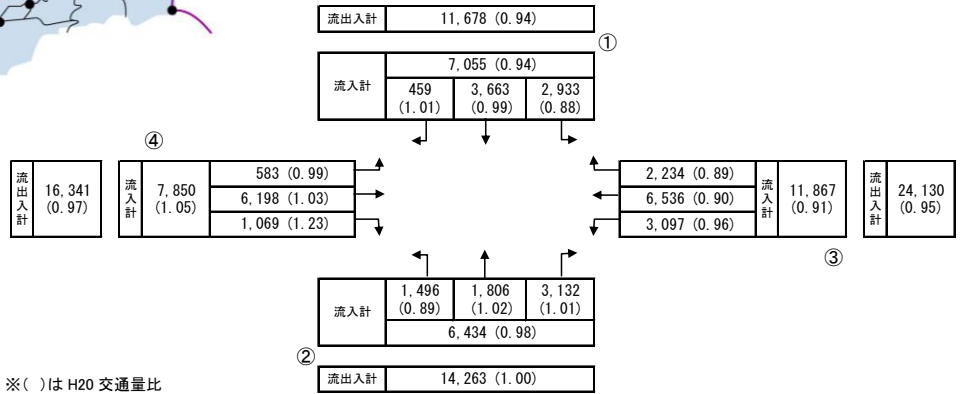 流出入計 11,678 (0.94)
①
流入計 7,055 (0.94)
459 3,663 2,933
(1.01) (0.99) (0.88)
④
流出入計 16,341 (0.97)
流入計 7,850 (1.05)
583 (0.99)
6,198 (1.03)
1,069 (1.23)
2,234 (0.89)
6,536 (0.90)
3,097 (0.96)
流入計 11,867 (0.91)
流出入計 24,130 (0.95)
③
流入計
1,496 1,806 3,132
(0.89) (1.02) (1.01)
6,434 (0.98)
②
流出入計 14,263 (1.00)
※( )は H20 交通量比